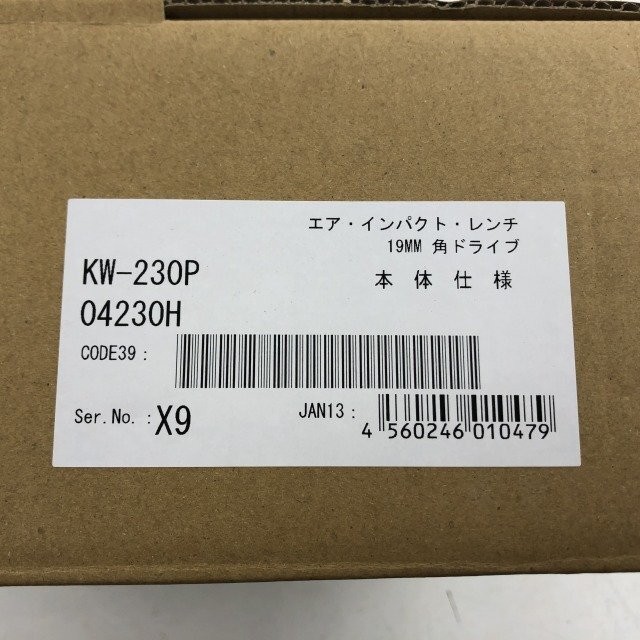 エア・インパクト・レンチ
19MM 角ドライブ
KW-230P
本体仕様
04230H
CODE39 :
Ser.No. : X9
JAN13 :
4 560246 010479